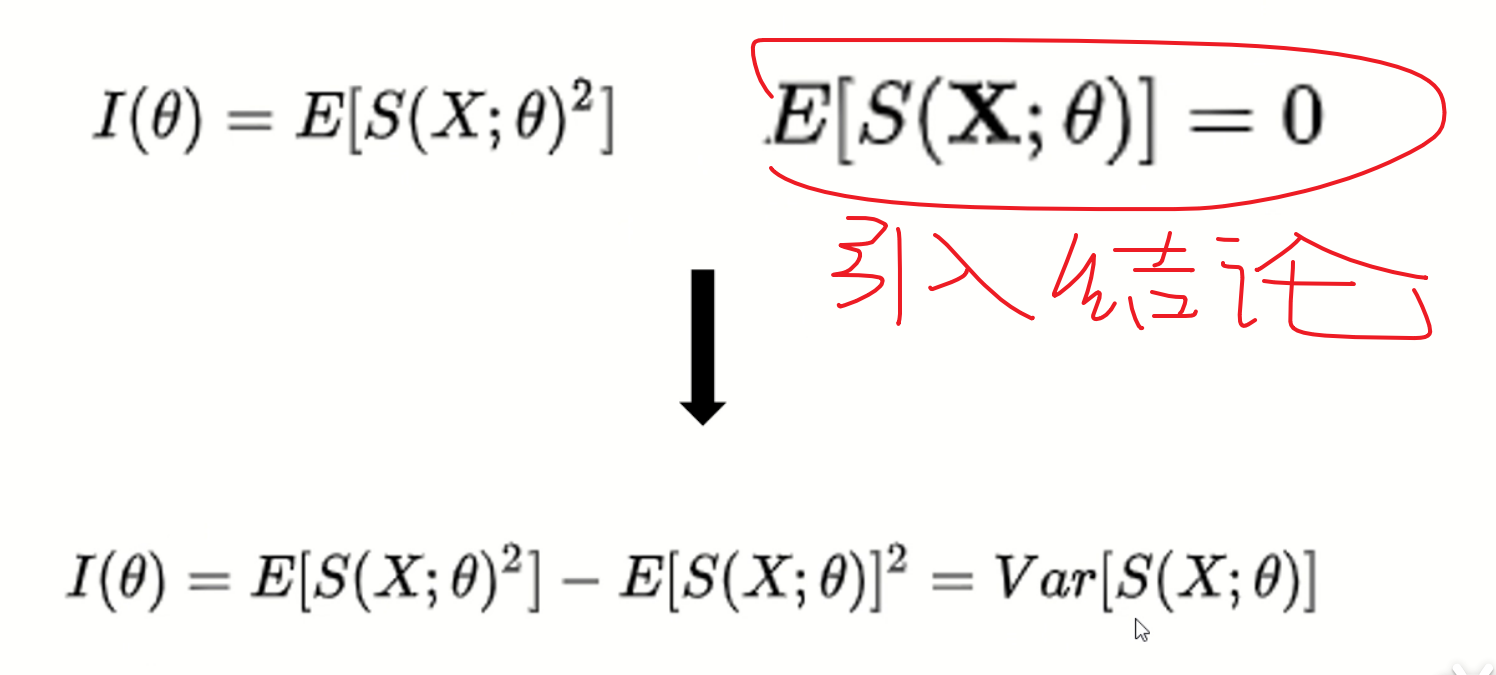 I(θ) = E[S(X; θ)²]
E[S(𝐗; θ)] = 0
引入结论
I(θ) = E[S(X; θ)²] − E[S(X; θ)]² = Var[S(X; θ)]